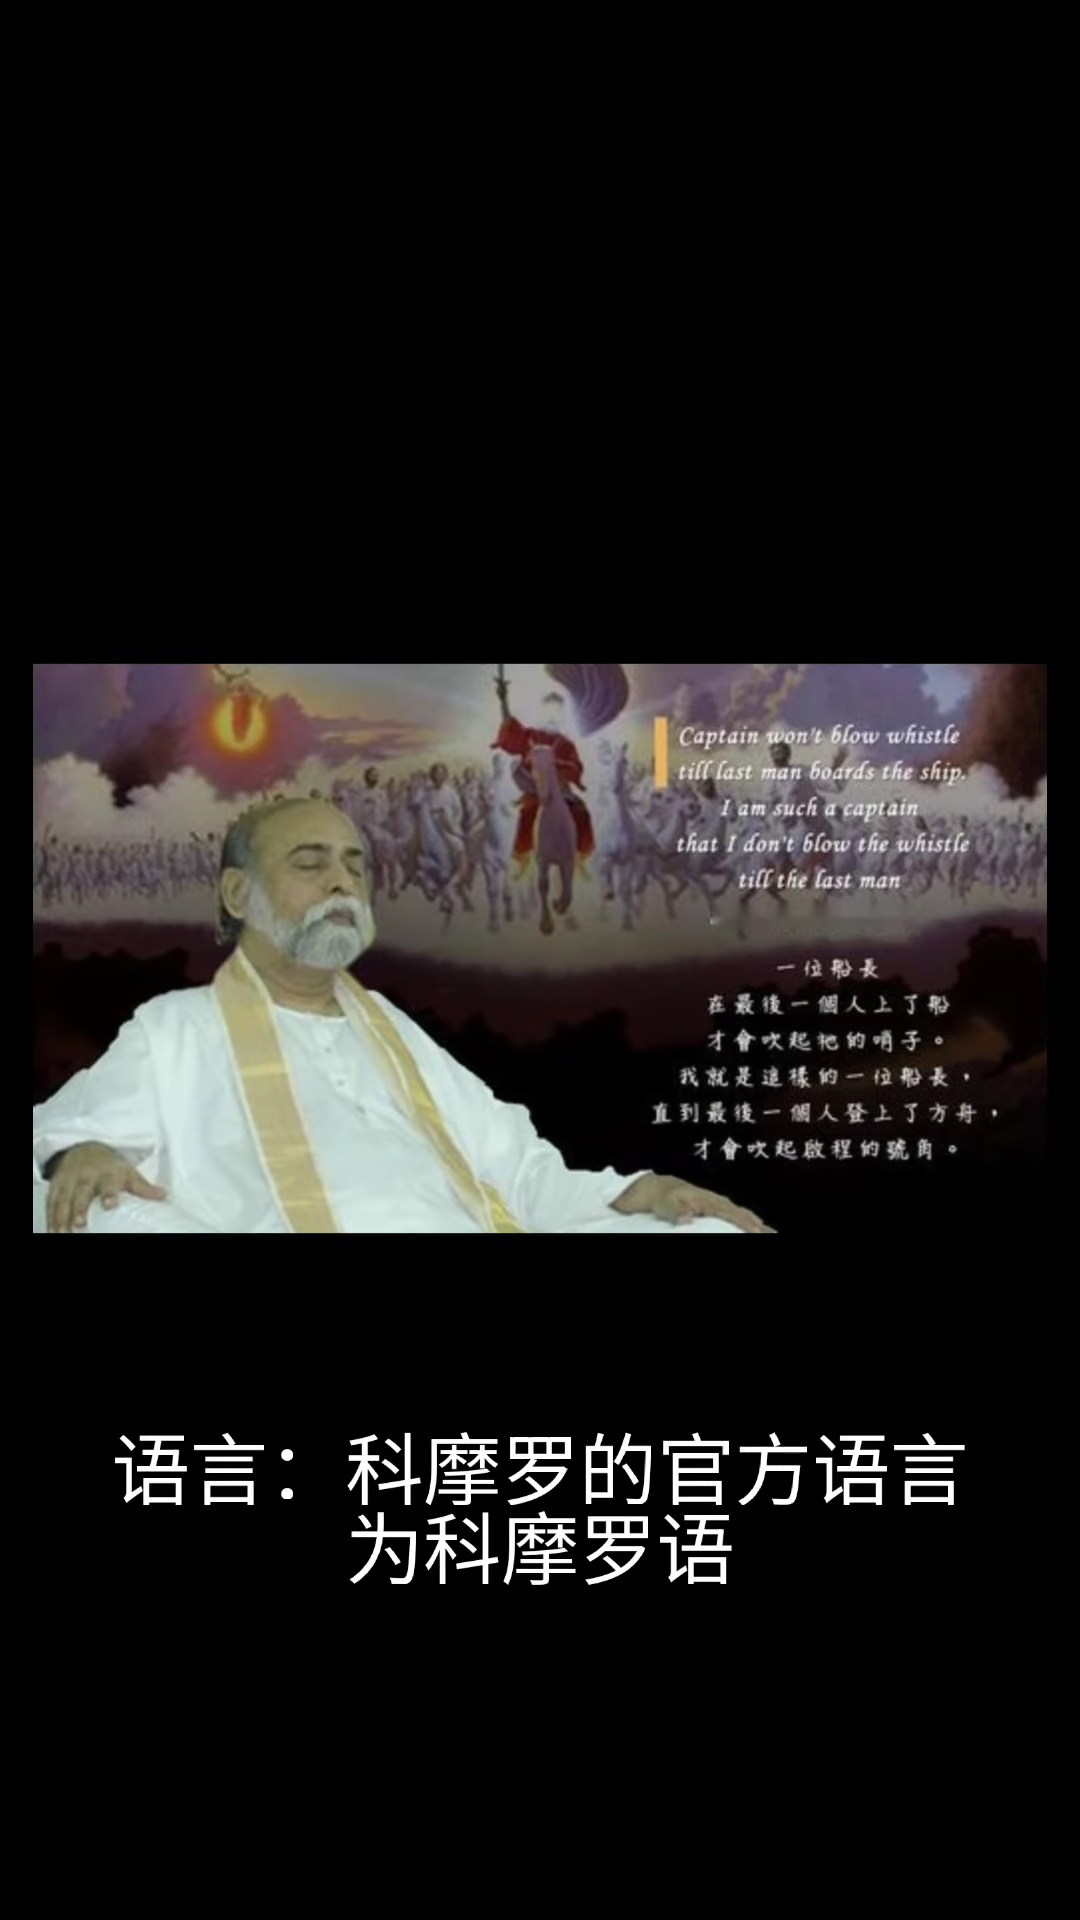 Captain won't blow whistle
till last man boards the ship.
I am such a captain
that I don't blow the whistle
till the last man
一位船長
在最後一個人上了船
才會吹起祂的哨子。
我就是這樣的一位船長，
直到最後一個人登上了方舟，
才會吹起啟程的號角。
语言：科摩罗的官方语言
为科摩罗语